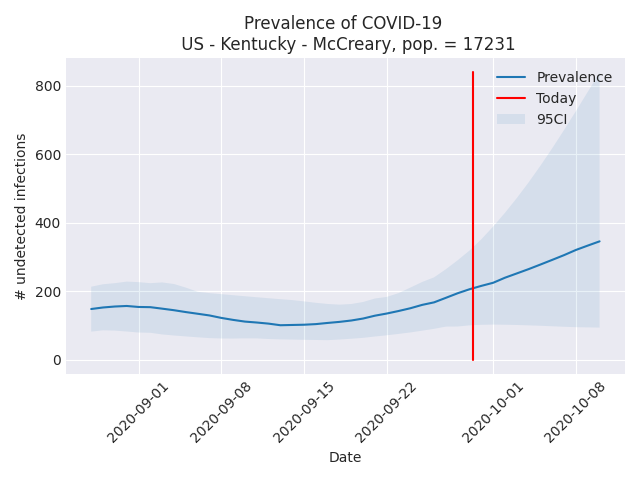 Prevalence of COVID-19
US - Kentucky - McCreary, pop. = 17231
Prevalence
Today
95CI
# undetected infections
800
600
400
200
0
2020-09-01
2020-09-08
2020-09-15
2020-09-22
2020-10-01
2020-10-08
Date